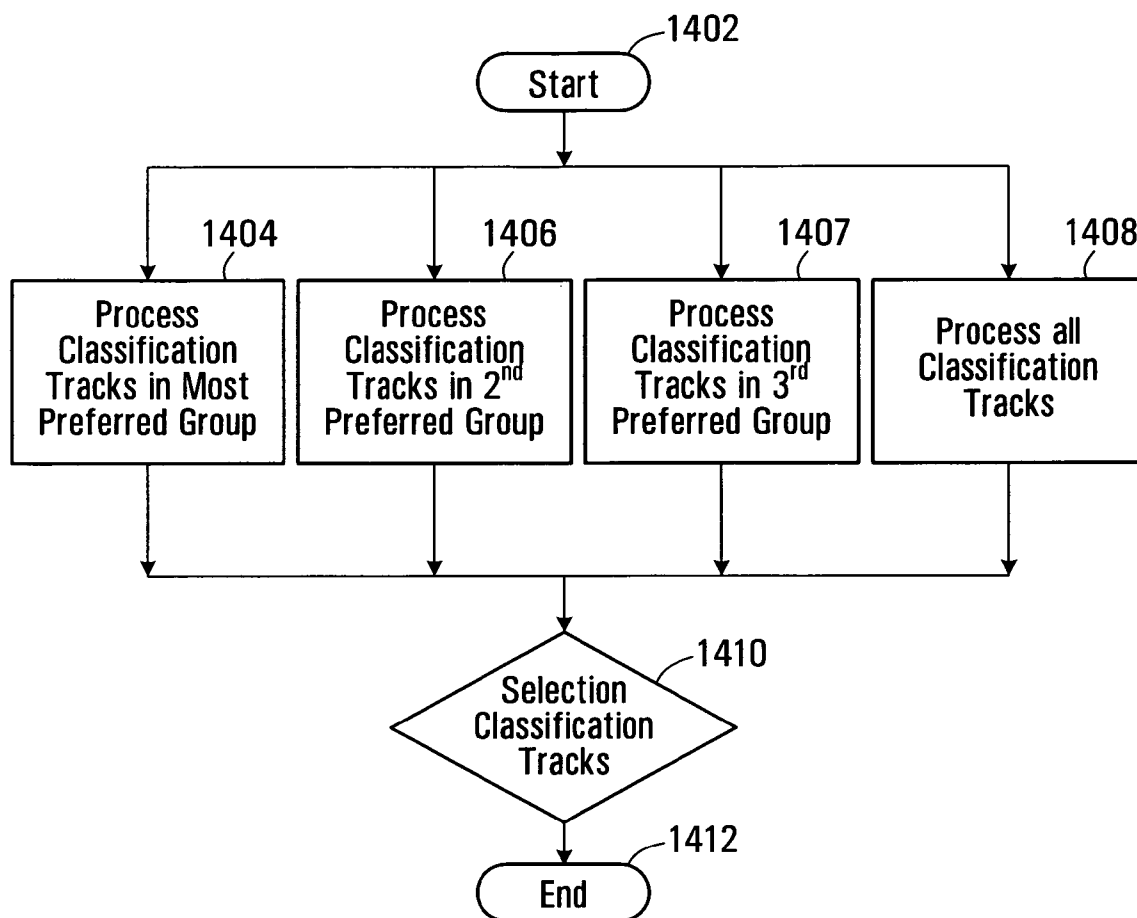 1402
Start
1404
1406
1407
1408
Process
Classification
Tracks in Most
Preferred Group
Process
Classification
Tracks in 2nd
Preferred Group
Process
Classification
Tracks in 3rd
Preferred Group
Process all
Classification
Tracks
1410
Selection
Classification
Tracks
1412
End